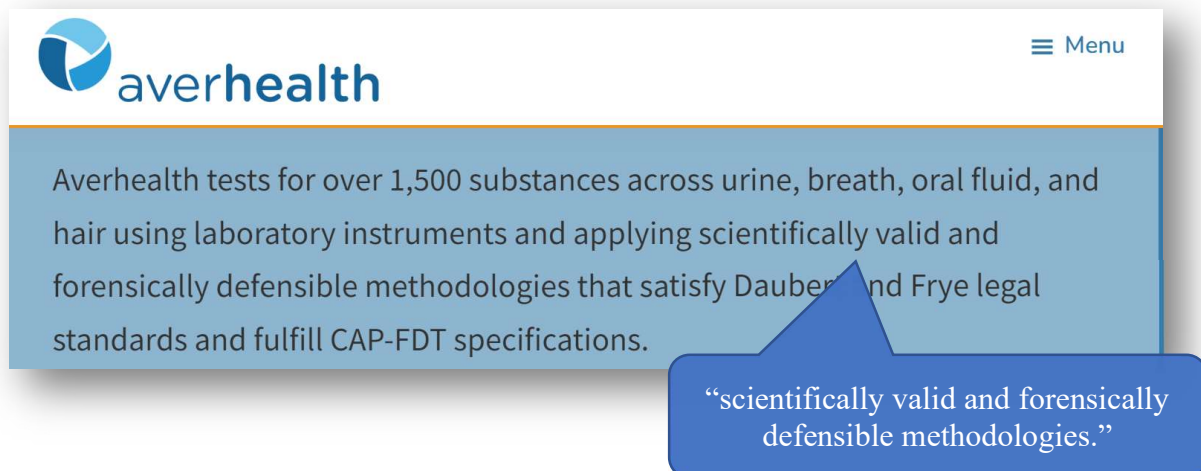 averhealth
Menu
Averhealth tests for over 1,500 substances across urine, breath, oral fluid, and
hair using laboratory instruments and applying scientifically valid and
forensically defensible methodologies that satisfy Daubert and Frye legal
standards and fulfill CAP-FDT specifications.
“scientifically valid and forensically
defensible methodologies.”